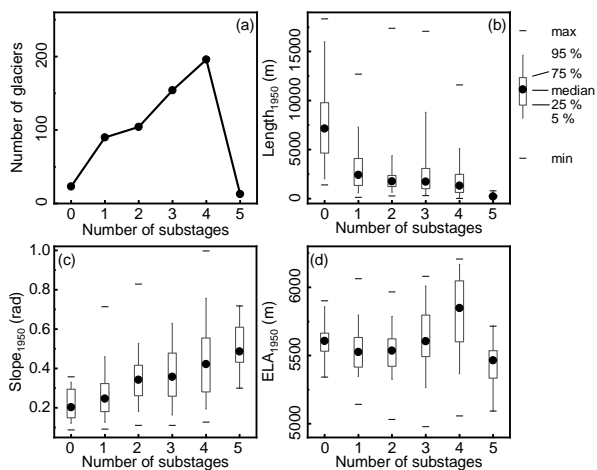 (a)
Number of glaciers
0
100
200
0 1 2 3 4 5
Number of substages
(b)
Length1950 (m)
0
5000
10000
15000
0 1 2 3 4 5
Number of substages
max
95 %
75 %
median
25 %
5 %
min
(c)
Slope1950 (rad)
0.2
0.4
0.6
0.8
1.0
0 1 2 3 4 5
Number of substages
(d)
ELA1950 (m)
5000
5500
6000
0 1 2 3 4 5
Number of substages